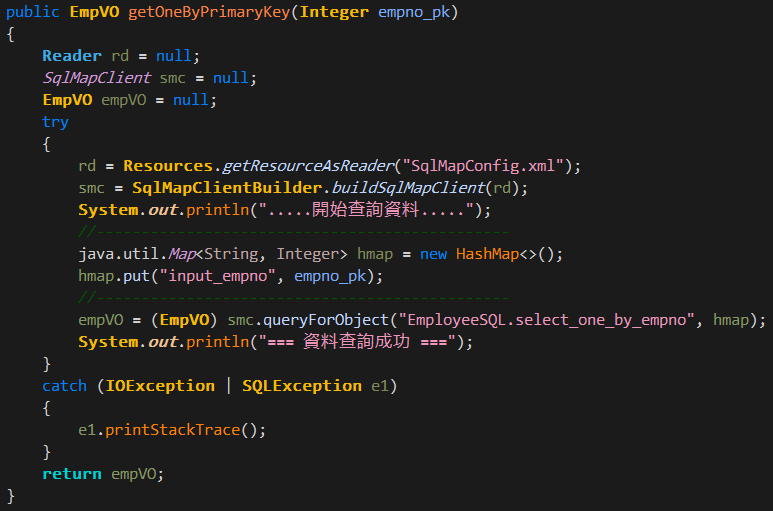 public EmpVO getOneByPrimaryKey(Integer empno_pk)
{
    Reader rd = null;
    SqlMapClient smc = null;
    EmpVO empVO = null;
    try
    {
        rd = Resources.getResourceAsReader("SqlMapConfig.xml");
        smc = SqlMapClientBuilder.buildSqlMapClient(rd);
        System.out.println(".....開始查詢資料.....");
        //----------------------------------------------
        java.util.Map<String, Integer> hmap = new HashMap<>();
        hmap.put("input_empno", empno_pk);
        //----------------------------------------------
        empVO = (EmpVO) smc.queryForObject("EmployeeSQL.select_one_by_empno", hmap);
        System.out.println("=== 資料查詢成功 ===");
    }
    catch (IOException | SQLException e1)
    {
        e1.printStackTrace();
    }
    return empVO;
}